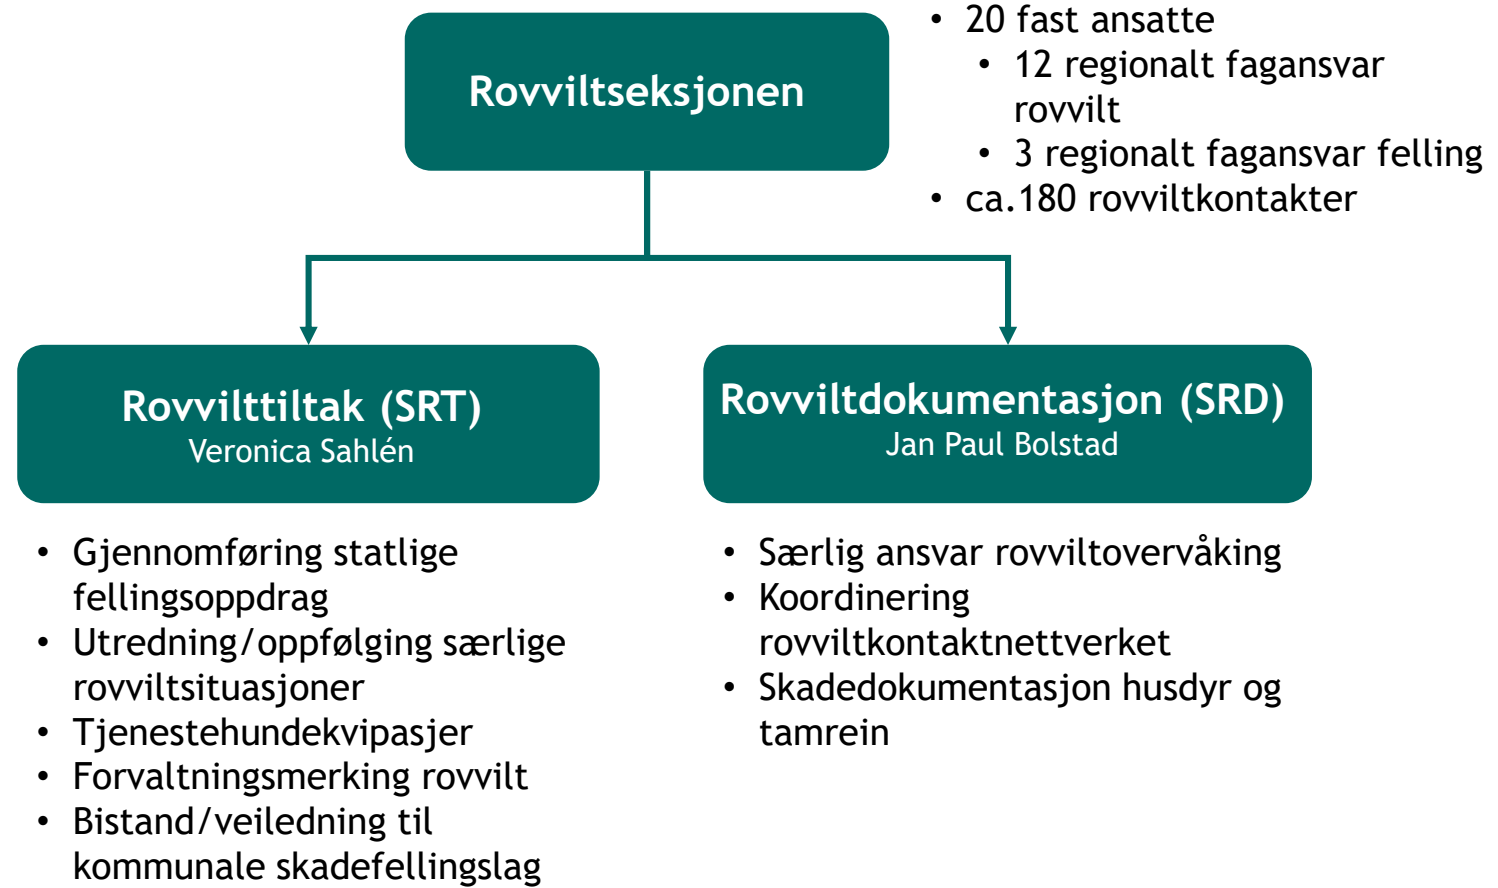 Rovviltseksjonen
• 20 fast ansatte
• 12 regionalt fagansvar
rovvilt
• 3 regionalt fagansvar felling
• ca.180 rovviltkontakter
Rovvilttiltak (SRT)
Veronica Sahlén
• Gjennomføring statlige
fellingsoppdrag
• Utredning/oppfølging særlige
rovviltsituasjoner
• Tjenestehundekvipasjer
• Forvaltningsmerking rovvilt
• Bistand/veiledning til
kommunale skadefellingslag
Rovviltdokumentasjon (SRD)
Jan Paul Bolstad
• Særlig ansvar rovviltovervåking
• Koordinering
rovviltkontaktnettverket
• Skadedokumentasjon husdyr og
tamrein